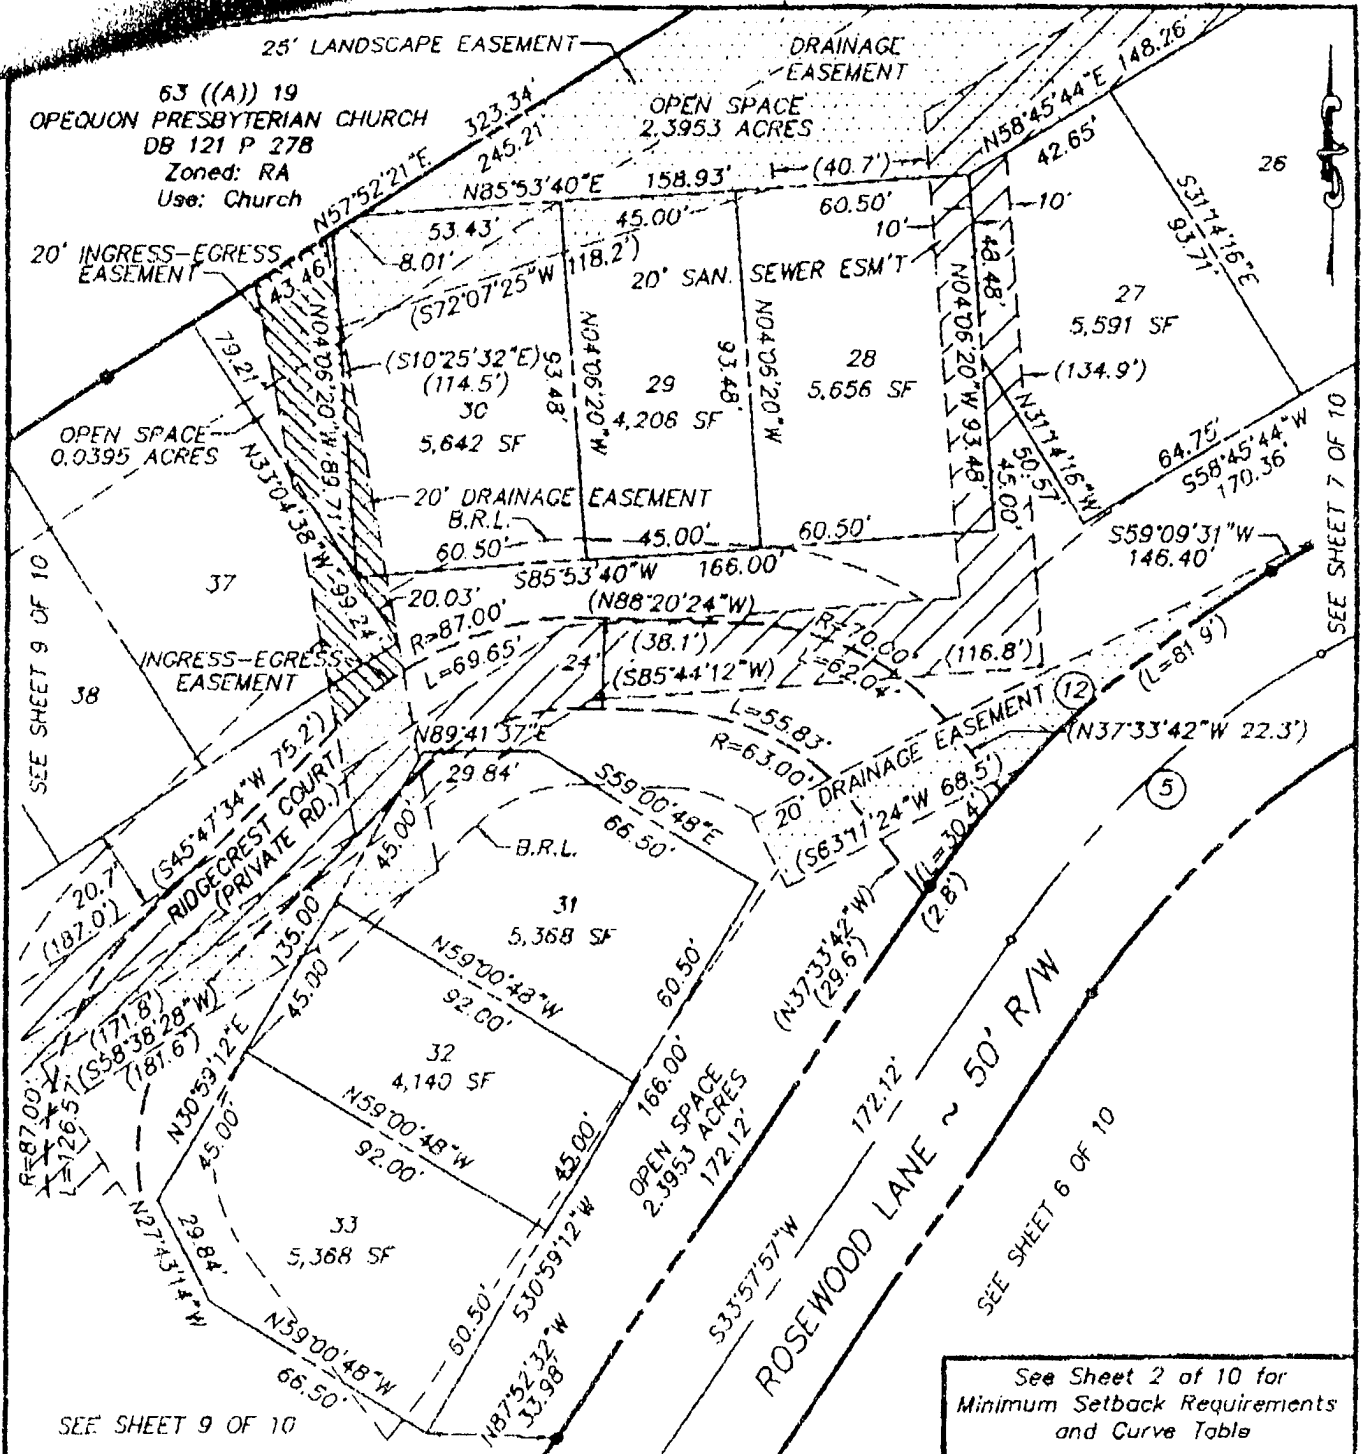 25' LANDSCAPE EASEMENT
DRAINAGE
EASEMENT
N58°45'44"E 148.26'
63 ((A)) 19
OPEQUON PRESBYTERIAN CHURCH
DB 121 P 278
Zoned: RA
Use: Church
323.34'
245.21'
N57°52'21"E
OPEN SPACE
2.3953 ACRES
42.65'
26
N85°53'40"E 158.93' (40.7')
S31°14'16"E
93.71'
53.43'
45.00'
60.50'
10'
10'
20' INGRESS-EGRESS
EASEMENT
8.01'
43.46'
(S72°07'25"W 118.2')
20' SAN. SEWER ESM'T
48.48'
27
5,591 SF
(134.9')
N04°06'20"W 89.71'
79.21'
(S10°25'32"E)
(114.5')
30
5,642 SF
93.48'
N04°06'20"W
29
4,206 SF
93.48'
N04°06'20"W
28
5,656 SF
N04°06'20"W 93.48'
N31°14'16"W
50.57'
45.00'
64.75'
S58°45'44"W
170.36'
SEE SHEET 7 OF 10
OPEN SPACE
0.0395 ACRES
N33°04'38"W 99.24'
20' DRAINAGE EASEMENT
B.R.L.
60.50'
45.00'
60.50'
S85°53'40"W 166.00'
S59°09'31"W
146.40'
SEE SHEET 9 OF 10
37
20.03'
R=87.00'
L=69.65'
(N88°20'24"W)
(38.1')
24'
(S85°44'12"W)
R=70.00'
L=62.04'
(116.8')
(L=81.9')
INGRESS-EGRESS
EASEMENT
38
12
N89°41'37"E
29.84'
L=55.83'
R=63.00'
20' DRAINAGE EASEMENT
(N37°33'42"W 22.3')
5
(S45°47'34"W 75.2')
RIDGECREST COURT
(PRIVATE RD.)
45.00'
S59°00'48"E
66.50'
(S63°11'24"W 68.5')
(L=30.4')
(2.8')
B.R.L.
20.7'
(187.0')
31
5,368 SF
135.00'
45.00'
N59°00'48"W
92.00'
60.50'
(N37°33'42"W)
(29.6')
(171.8')
(S58°38'28"W)
(181.6')
N30°59'12"E
32
4,140 SF
166.00'
OPEN SPACE
2.3953 ACRES
172.12'
172.12'
R=87.00'
L=126.51'
45.00'
N59°00'48"W
92.00'
45.00'
S30°59'12"W
ROSEWOOD LANE ~ 50' R/W
S33°57'57"W
SEE SHEET 6 OF 10
33
5,368 SF
29.84'
N27°43'14"W
60.50'
N59°00'48"W
66.50'
N87°52'32"W
33.98'
SEE SHEET 9 OF 10
See Sheet 2 of 10 for
Minimum Setback Requirements
and Curve Table